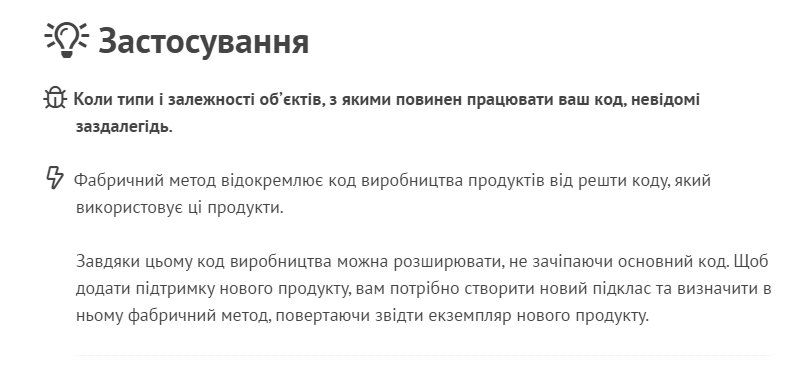 Застосування
Коли типи і залежності об’єктів, з якими повинен працювати ваш код, невідомі
заздалегідь.
Фабричний метод відокремлює код виробництва продуктів від решти коду, який
використовує ці продукти.
Завдяки цьому код виробництва можна розширювати, не зачіпаючи основний код. Щоб
додати підтримку нового продукту, вам потрібно створити новий підклас та визначити в
ньому фабричний метод, повертаючи звідти екземпляр нового продукту.